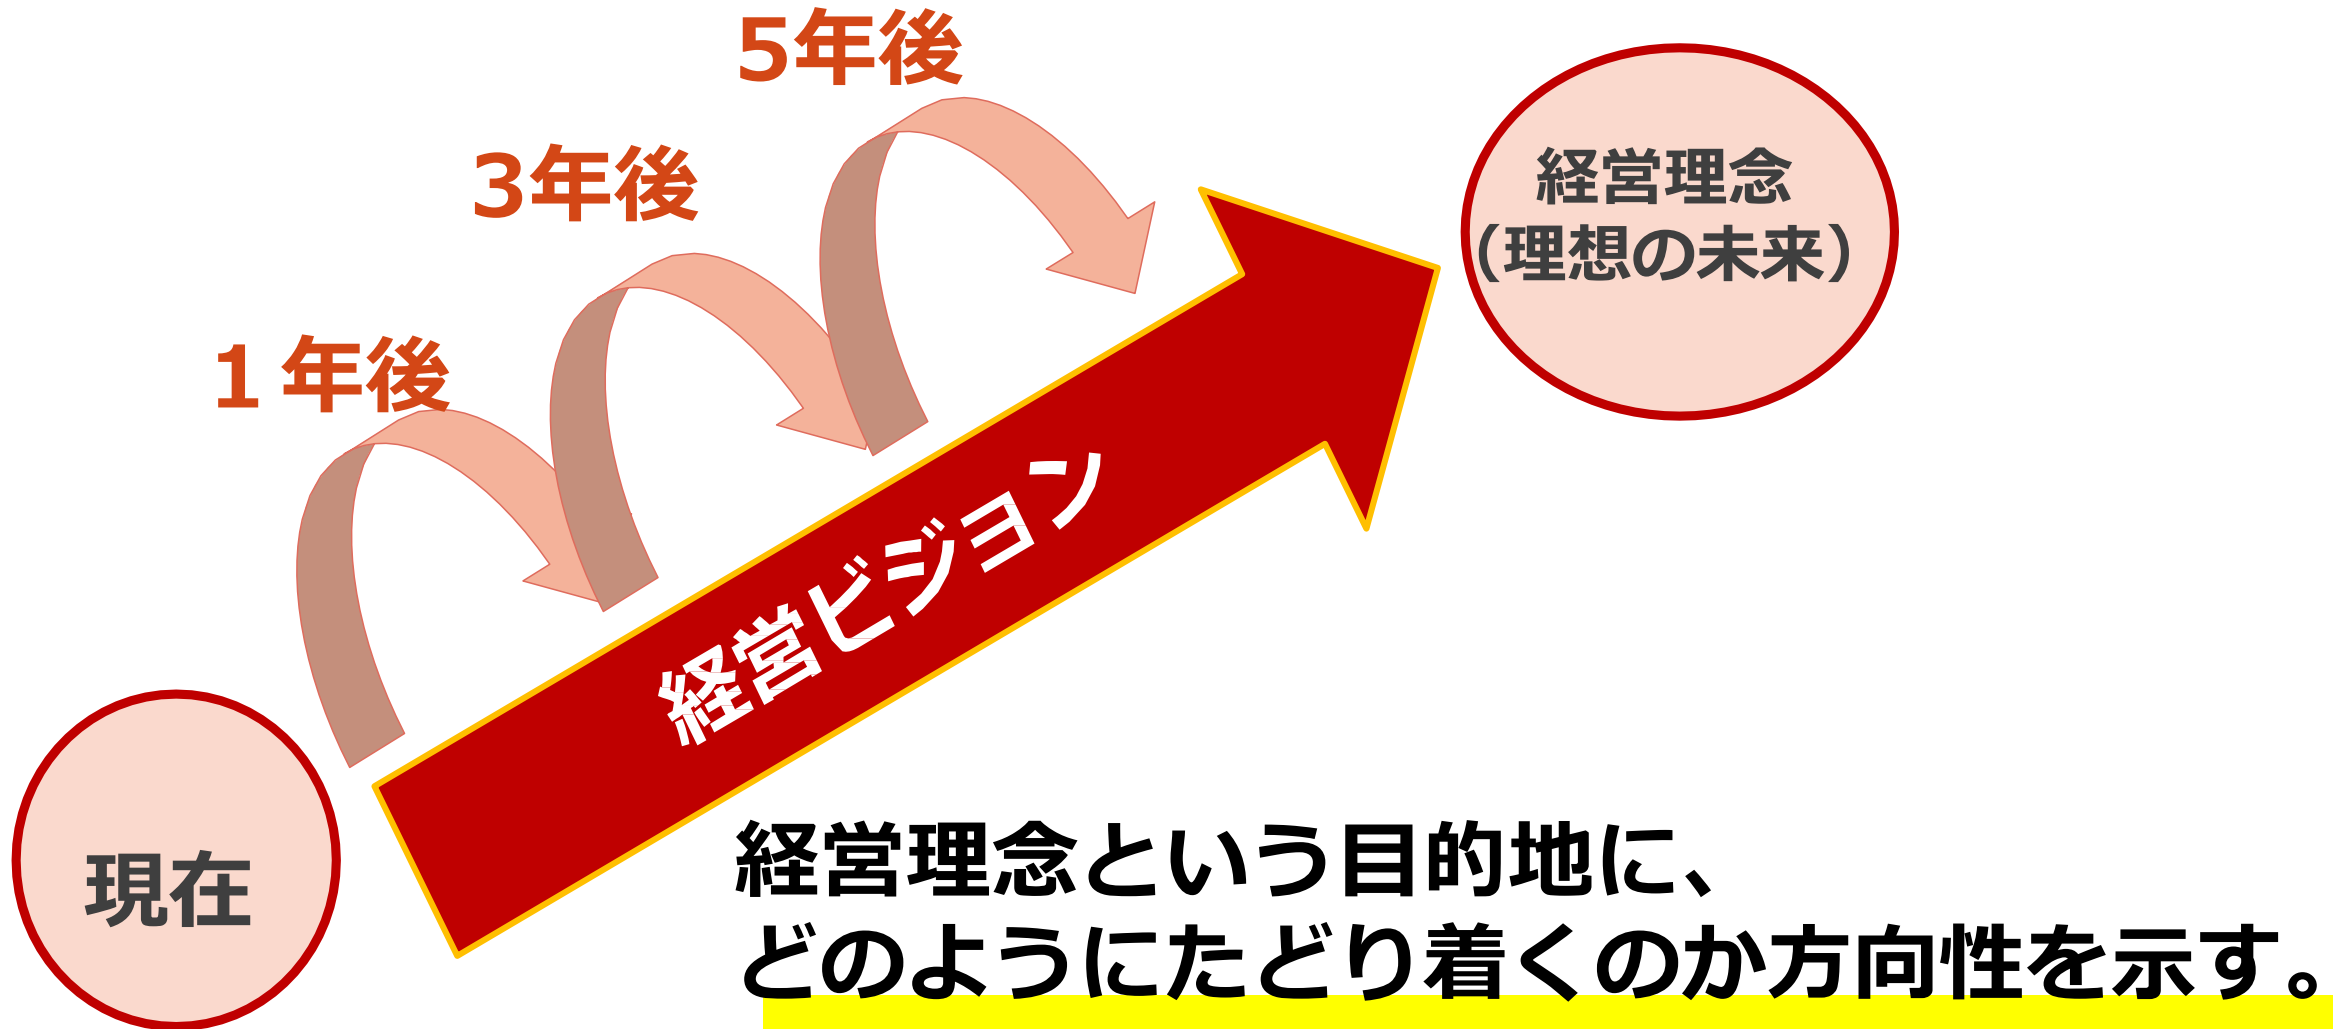 5年後
3年後
1年後
経営理念
（理想の未来）
経営ビジョン
現在
経営理念という目的地に、
どのようにたどり着くのか方向性を示す。